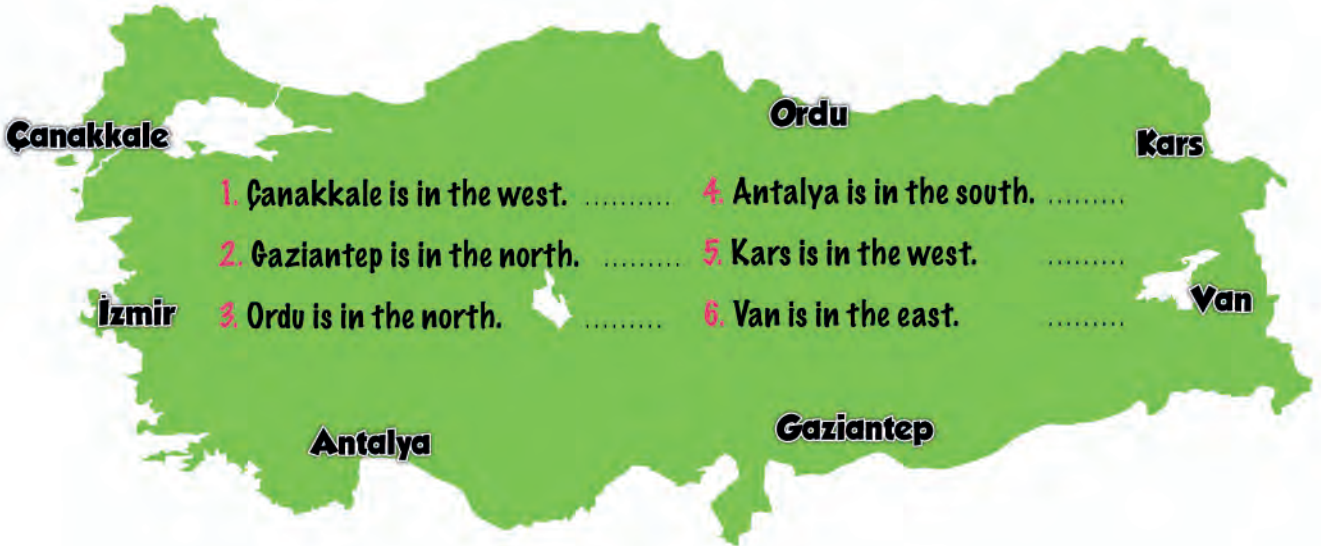 Çanakkale
Ordu
Kars
1. Çanakkale is in the west. ..........
2. Gaziantep is in the north. .........
3. Ordu is in the north. .........
4. Antalya is in the south. .........
5. Kars is in the west. .........
6. Van is in the east. .........
İzmir
Van
Antalya
Gaziantep